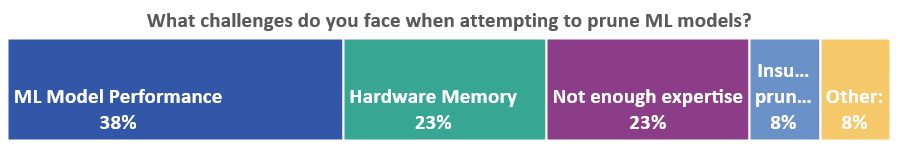 What challenges do you face when attempting to prune ML models?
ML Model Performance
38%
Hardware Memory
23%
Not enough expertise
23%
Insu...
prun...
8%
Other:
8%